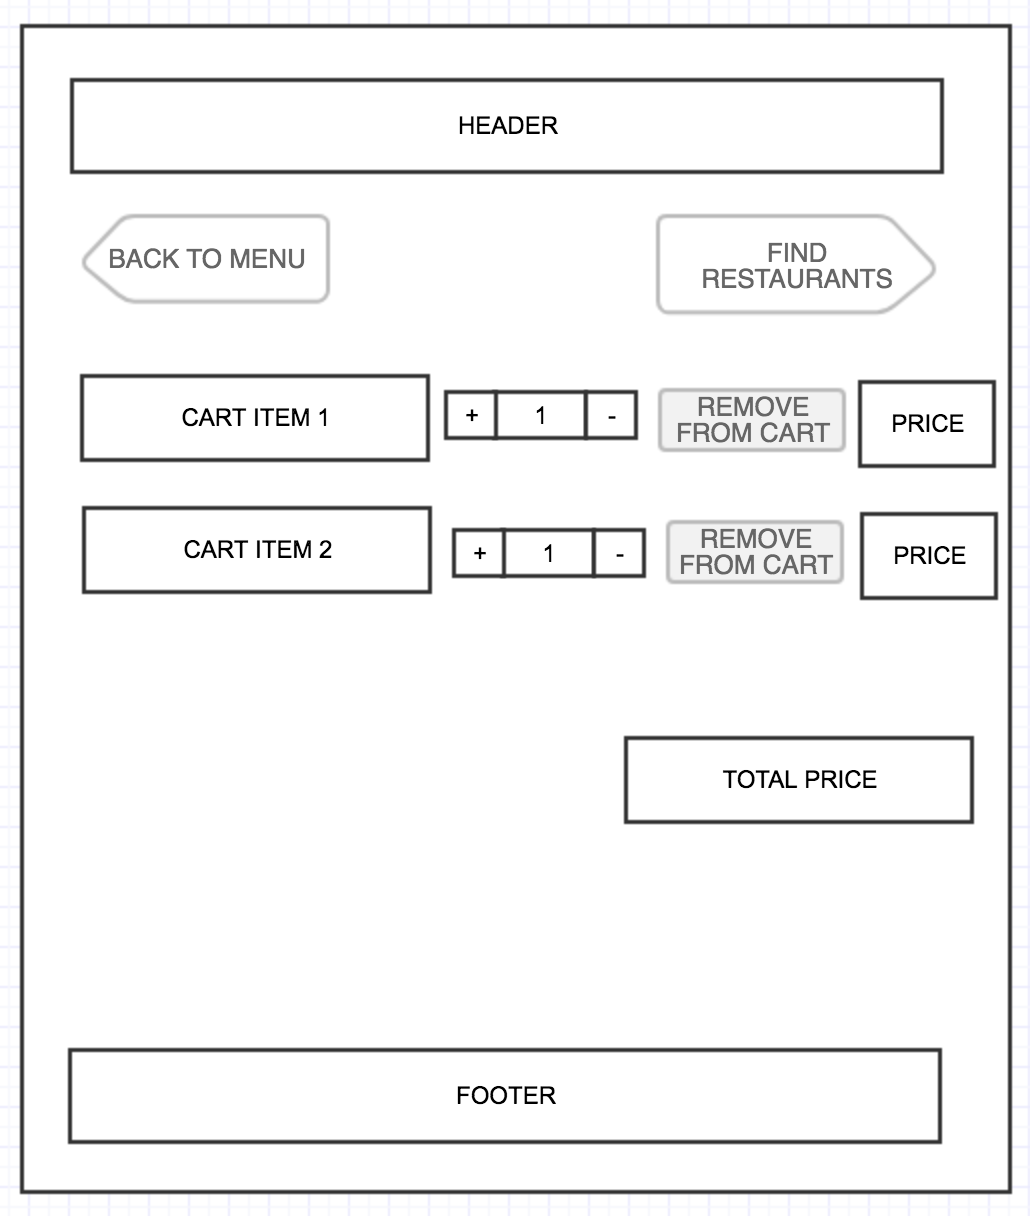 HEADER
BACK TO MENU
FIND
RESTAURANTS
CART ITEM 1
+ 1 -
REMOVE
FROM CART
PRICE
CART ITEM 2
+ 1 -
REMOVE
FROM CART
PRICE
TOTAL PRICE
FOOTER